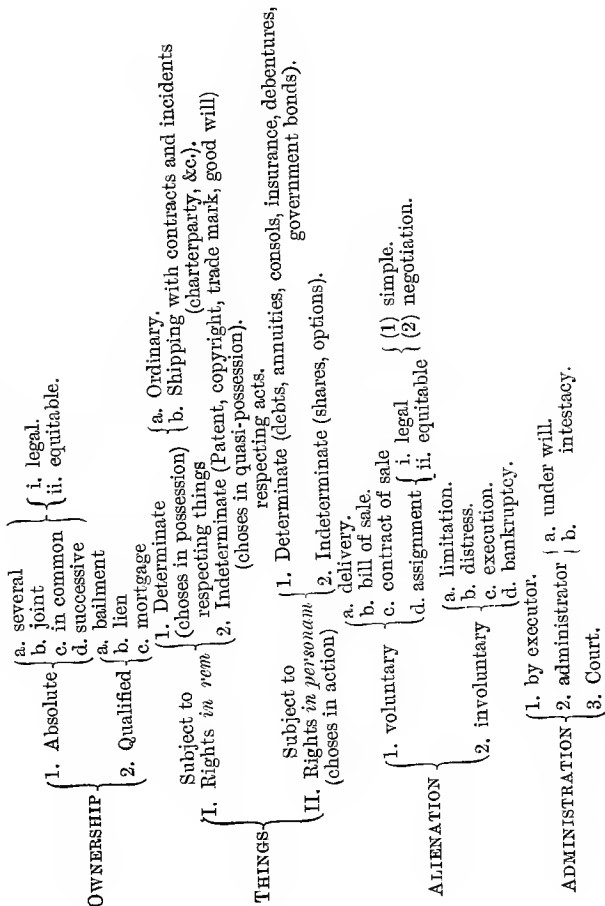 OWNERSHIP
1. Absolute
a. several
b. joint
c. in common
d. successive
i. legal.
ii. equitable.
2. Qualified
a. bailment
b. lien
c. mortgage
THINGS
Subject to
I. Rights in rem
1. Determinate
(choses in possession)
respecting things
a. Ordinary.
b. Shipping with contracts and incidents
(charterparty, &c.).
2. Indeterminate (Patent, copyright, trade mark, good will)
(choses in quasi-possession).
respecting acts.
Subject to
II. Rights in personam
(choses in action)
1. Determinate (debts, annuities, consols, insurance, debentures,
government bonds).
2. Indeterminate (shares, options).
ALIENATION
1. voluntary
a. delivery.
b. bill of sale.
c. contract of sale
d. assignment
i. legal
ii. equitable
(1) simple.
(2) negotiation.
2. involuntary
a. limitation.
b. distress.
c. execution.
d. bankruptcy.
ADMINISTRATION
1. by executor.
2. administrator
a. under will.
b. intestacy.
3. Court.